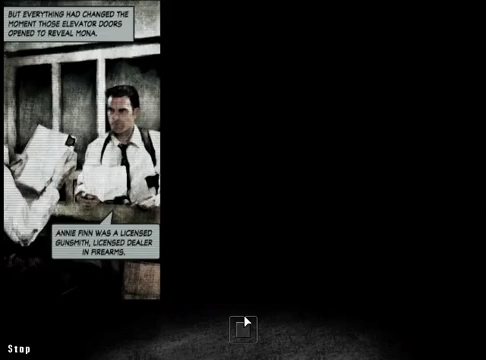 BUT EVERYTHING HAD CHANGED THE
MOMENT THOSE ELEVATOR DOORS
OPENED TO REVEAL MONA.
ANNIE FINN WAS A LICENSED
GUNSMITH, LICENSED DEALER
IN FIREARMS.
Stop